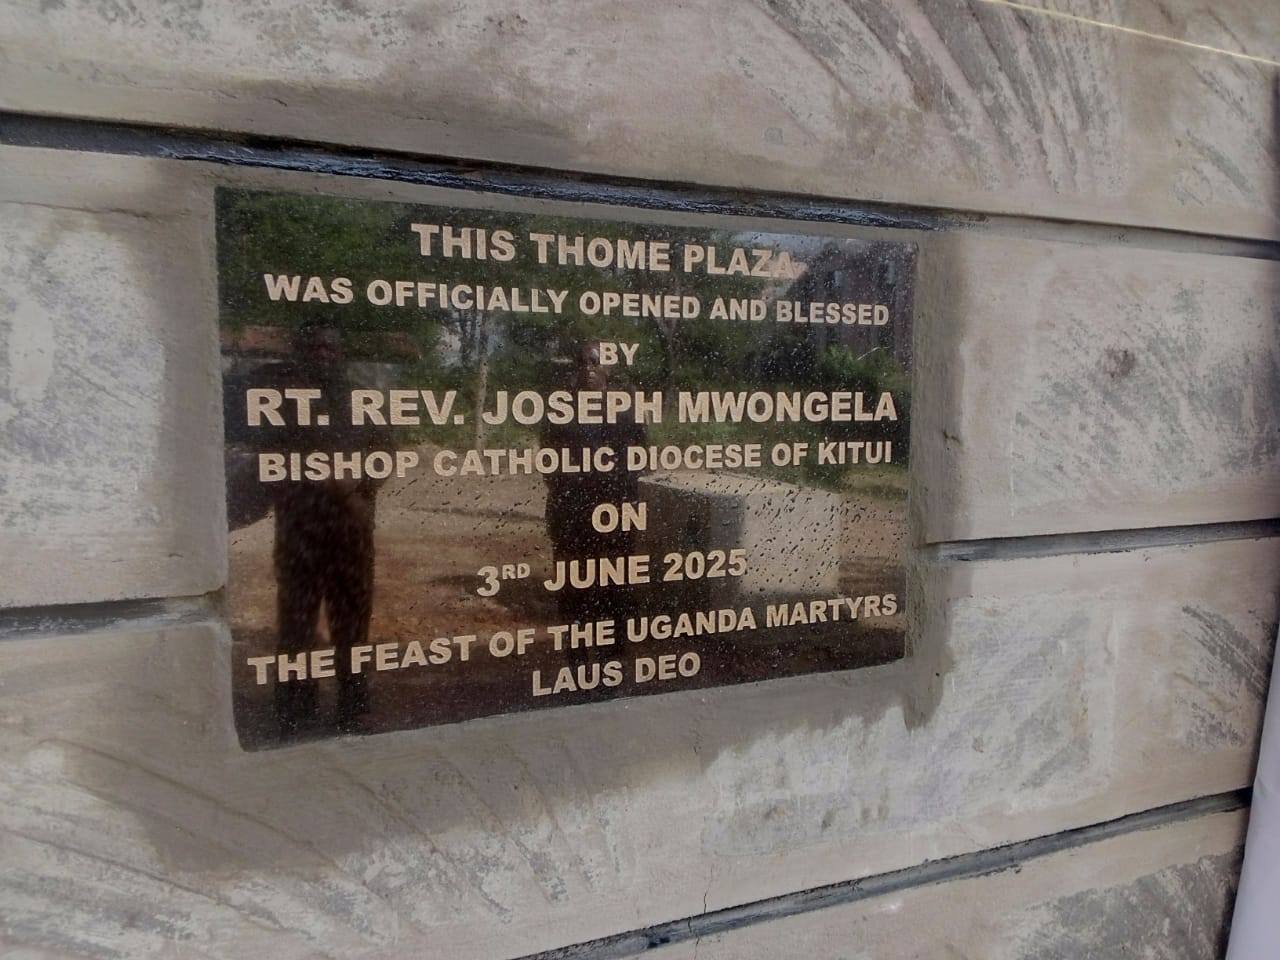 THIS THOME PLAZA
WAS OFFICIALLY OPENED AND BLESSED
BY
RT. REV. JOSEPH MWONGELA
BISHOP CATHOLIC DIOCESE OF KITUI
ON
3RD JUNE 2025
THE FEAST OF THE UGANDA MARTYRS
LAUS DEO